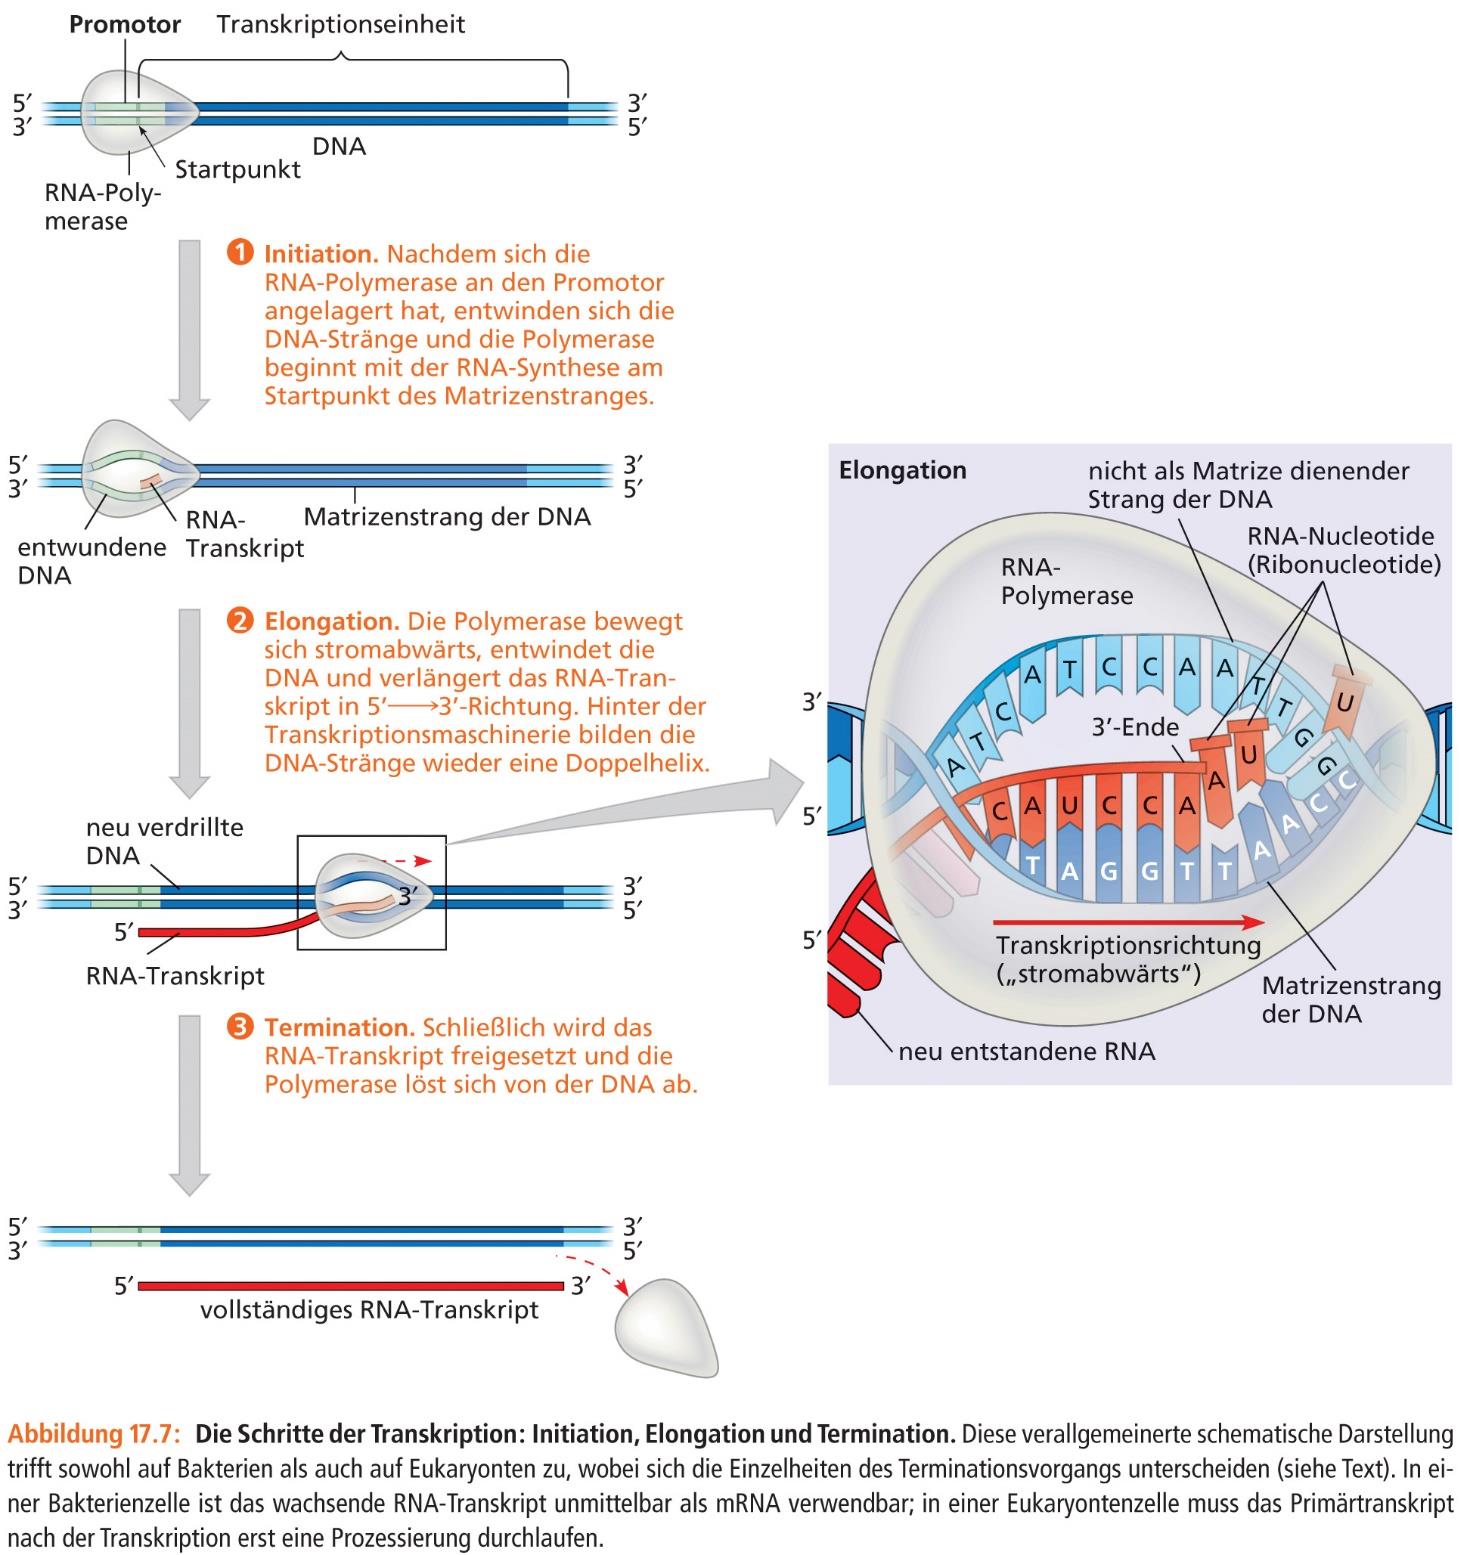 Promotor
Transkriptionseinheit
5′
3′
3′
5′
DNA
Startpunkt
RNA-Poly-
merase
1 Initiation. Nachdem sich die
RNA-Polymerase an den Promotor
angelagert hat, entwinden sich die
DNA-Stränge und die Polymerase
beginnt mit der RNA-Synthese am
Startpunkt des Matrizenstranges.
5′
3′
3′
5′
RNA-
Transkript
Matrizenstrang der DNA
entwundene
DNA
2 Elongation. Die Polymerase bewegt
sich stromabwärts, entwindet die
DNA und verlängert das RNA-Tran-
skript in 5′⟶3′-Richtung. Hinter der
Transkriptionsmaschinerie bilden die
DNA-Stränge wieder eine Doppelhelix.
neu verdrillte
DNA
5′
3′
3′
3′
5′
5′
RNA-Transkript
3 Termination. Schließlich wird das
RNA-Transkript freigesetzt und die
Polymerase löst sich von der DNA ab.
5′
3′
3′
5′
5′
3′
vollständiges RNA-Transkript
Elongation
nicht als Matrize dienender
Strang der DNA
RNA-Nucleotide
(Ribonucleotide)
RNA-
Polymerase
3′
A T C A T C C A A T T G G
U
3′-Ende
5′
C A U C C A A U
T A G G T T A A C C
5′
Transkriptionsrichtung
(„stromabwärts“)
Matrizenstrang
der DNA
neu entstandene RNA
Abbildung 17.7: Die Schritte der Transkription: Initiation, Elongation und Termination. Diese verallgemeinerte schematische Darstellung
trifft sowohl auf Bakterien als auch auf Eukaryonten zu, wobei sich die Einzelheiten des Terminationsvorgangs unterscheiden (siehe Text). In ei-
ner Bakterienzelle ist das wachsende RNA-Transkript unmittelbar als mRNA verwendbar; in einer Eukaryontenzelle muss das Primärtranskript
nach der Transkription erst eine Prozessierung durchlaufen.